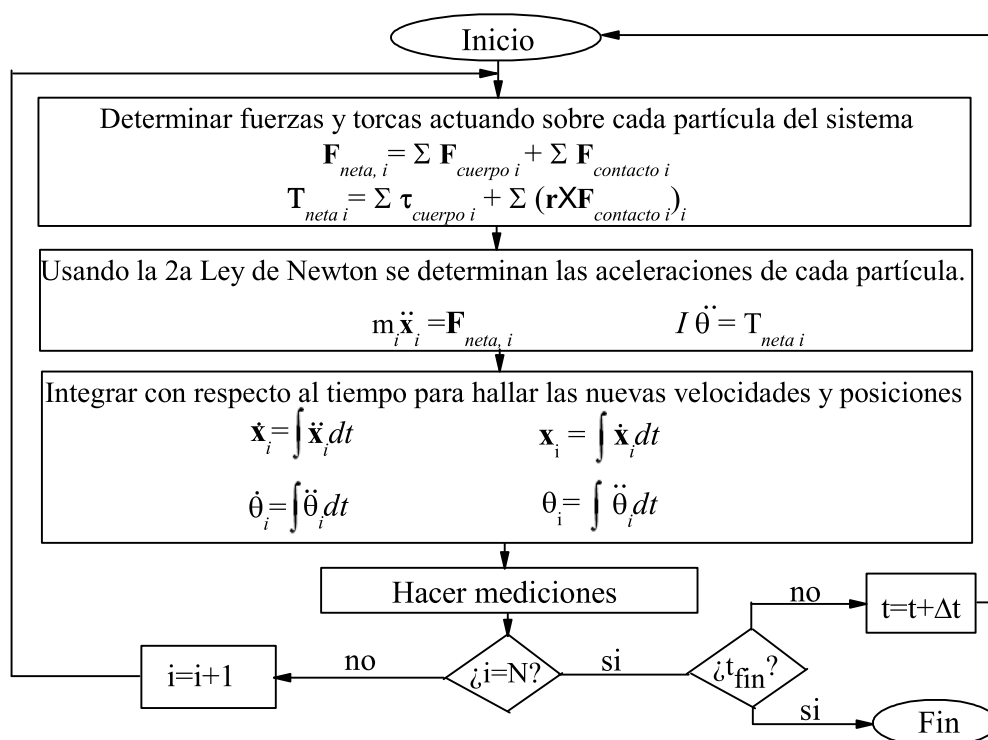 Inicio
Determinar fuerzas y torcas actuando sobre cada partícula del sistema
F_neta, i = Σ F_cuerpo i + Σ F_contacto i
T_neta i = Σ τ_cuerpo i + Σ (rXF_contacto i)_i
Usando la 2a Ley de Newton se determinan las aceleraciones de cada partícula.
m_i ẍ_i = F_neta, i I θ̈ = T_neta i
Integrar con respecto al tiempo para hallar las nuevas velocidades y posiciones
ẋ_i = ∫ ẍ_i dt x_i = ∫ ẋ_i dt
θ̇_i = ∫ θ̈_i dt θ_i = ∫ θ̈_i dt
Hacer mediciones
no
t=t+Δt
i=i+1
no
¿i=N?
si
¿t_fin?
si
Fin